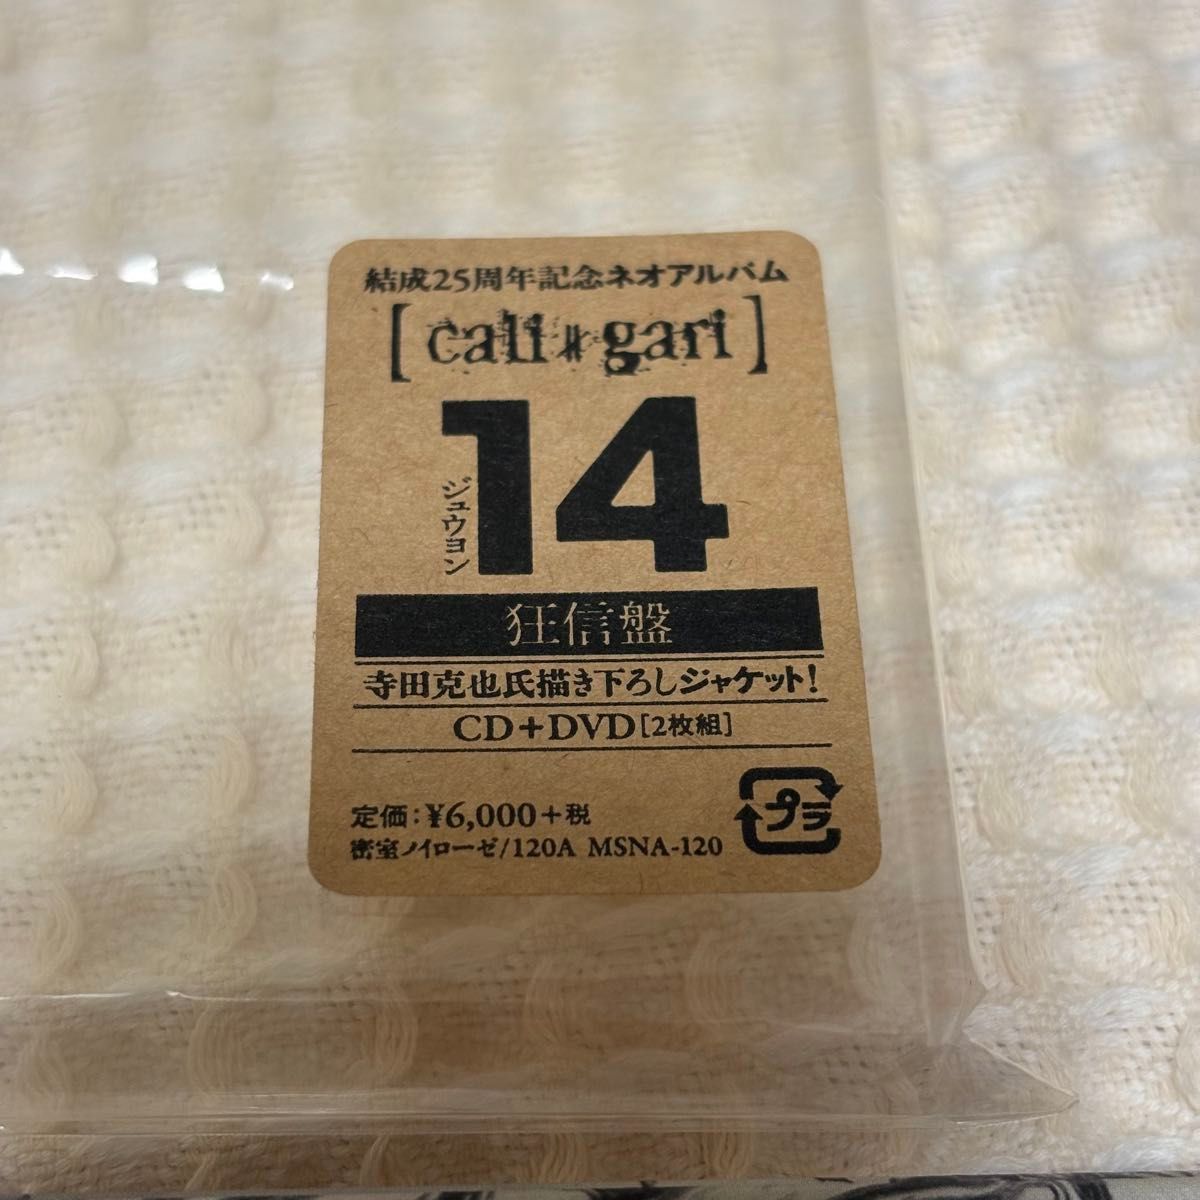 結成25周年記念ネオアルバム
[cali≠gari]
14
ジュウヨン
狂信盤
寺田克也氏描き下ろしジャケット!
CD+DVD[2枚組]
定価:¥6,000+税
密室ノイローゼ/120A MSNA-120
プラ